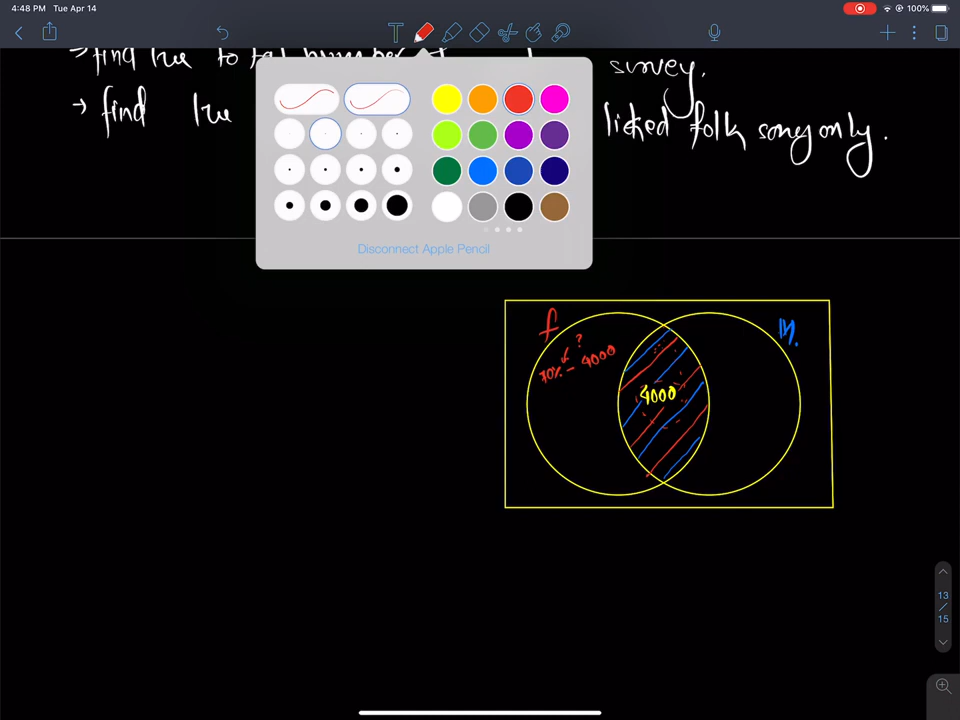 4:48 PM Tue Apr 14
100%
→ find the total number of
survey.
→ find the
licked folk song only.
Disconnect Apple Pencil
f
M.
?
70% - 4000
4000
13
/
15